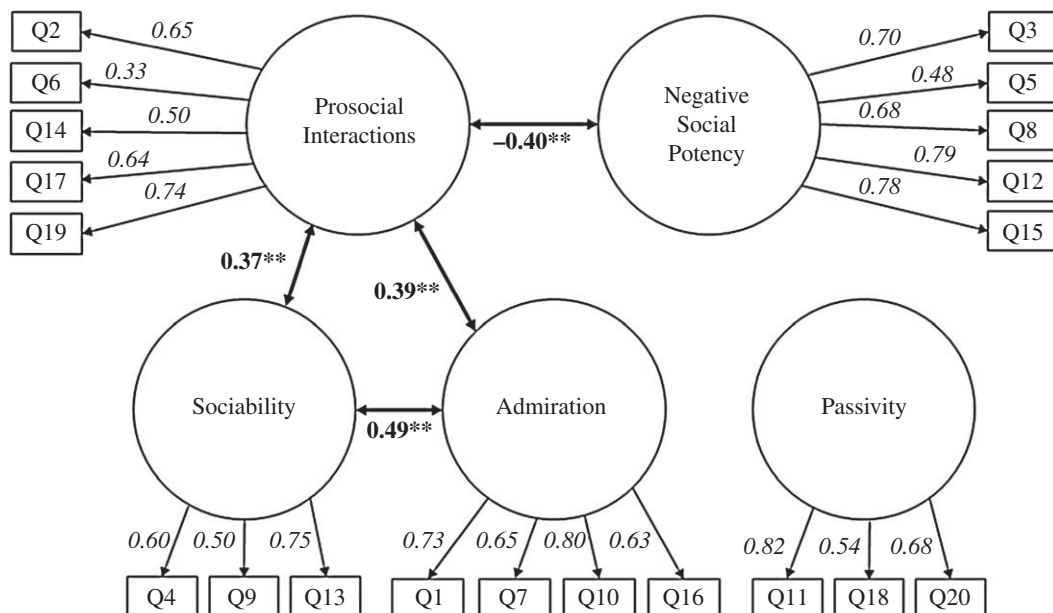 Q2
0.65
Q6
0.33
Q14
0.50
Q17
0.64
Q19
0.74
Prosocial
Interactions
–0.40**
Negative
Social
Potency
0.70
Q3
0.48
Q5
0.68
Q8
0.79
Q12
0.78
Q15
0.37**
0.39**
Sociability
0.49**
Admiration
Passivity
0.60
0.50
0.75
0.73
0.65
0.80
0.63
0.82
0.54
0.68
Q4
Q9
Q13
Q1
Q7
Q10
Q16
Q11
Q18
Q20